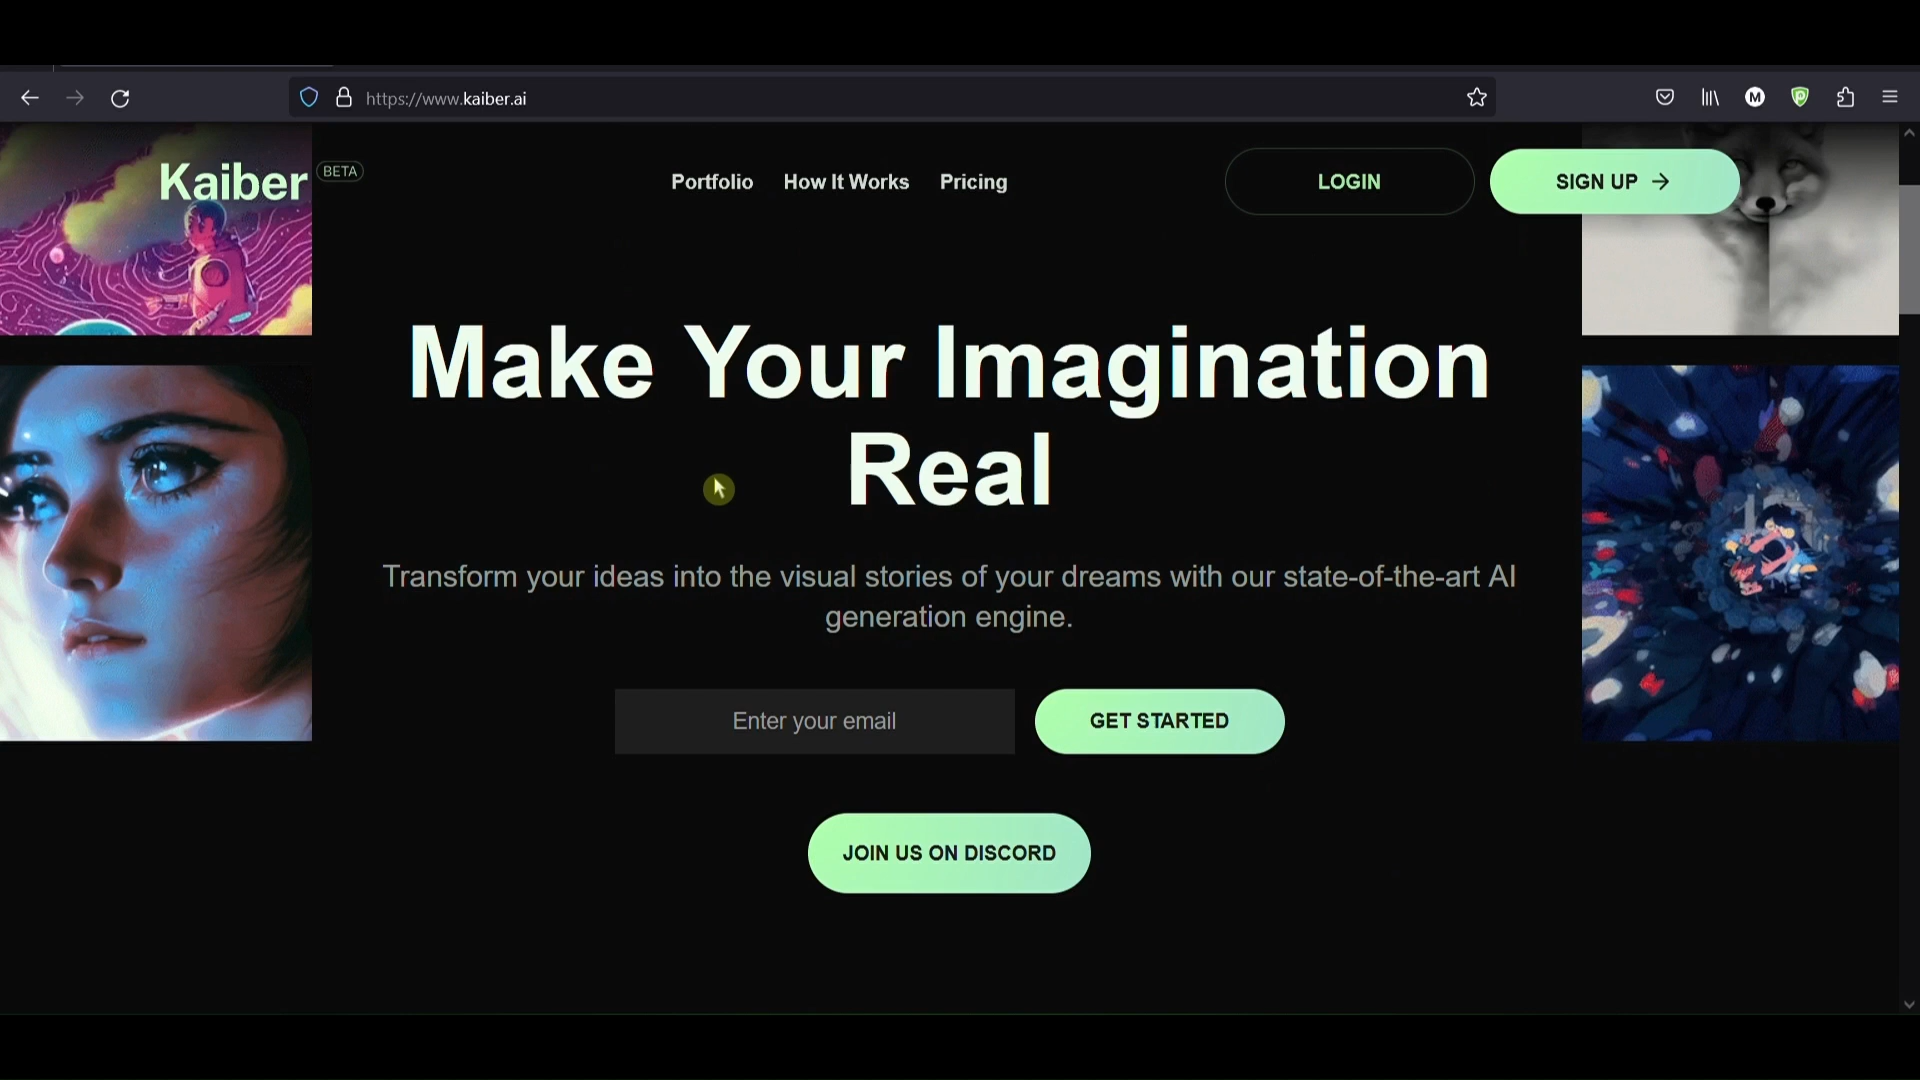 https://www.kaiber.ai
Kaiber BETA
Portfolio How It Works Pricing
LOGIN
SIGN UP →
Make Your Imagination
Real
Transform your ideas into the visual stories of your dreams with our state-of-the-art AI
generation engine.
Enter your email
GET STARTED
JOIN US ON DISCORD